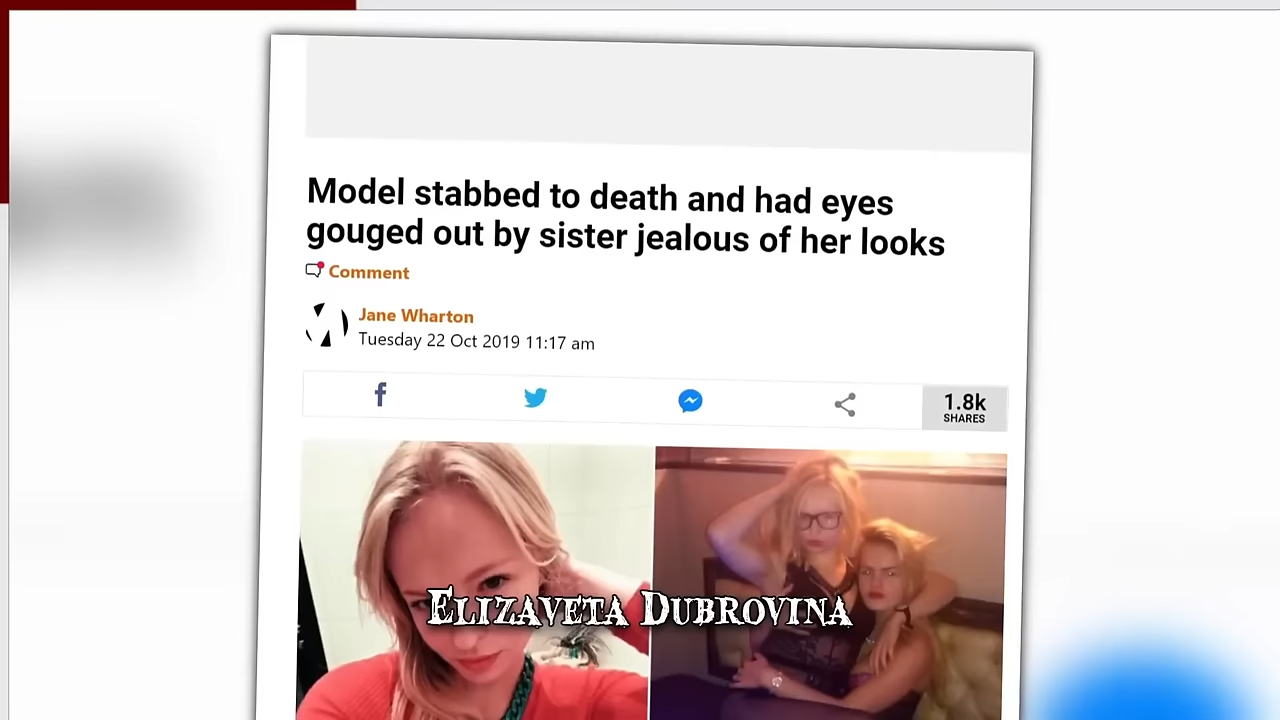 Model stabbed to death and had eyes
gouged out by sister jealous of her looks
Comment
Jane Wharton
Tuesday 22 Oct 2019 11:17 am
1.8k
SHARES
ELIZAVETA DUBROVINA